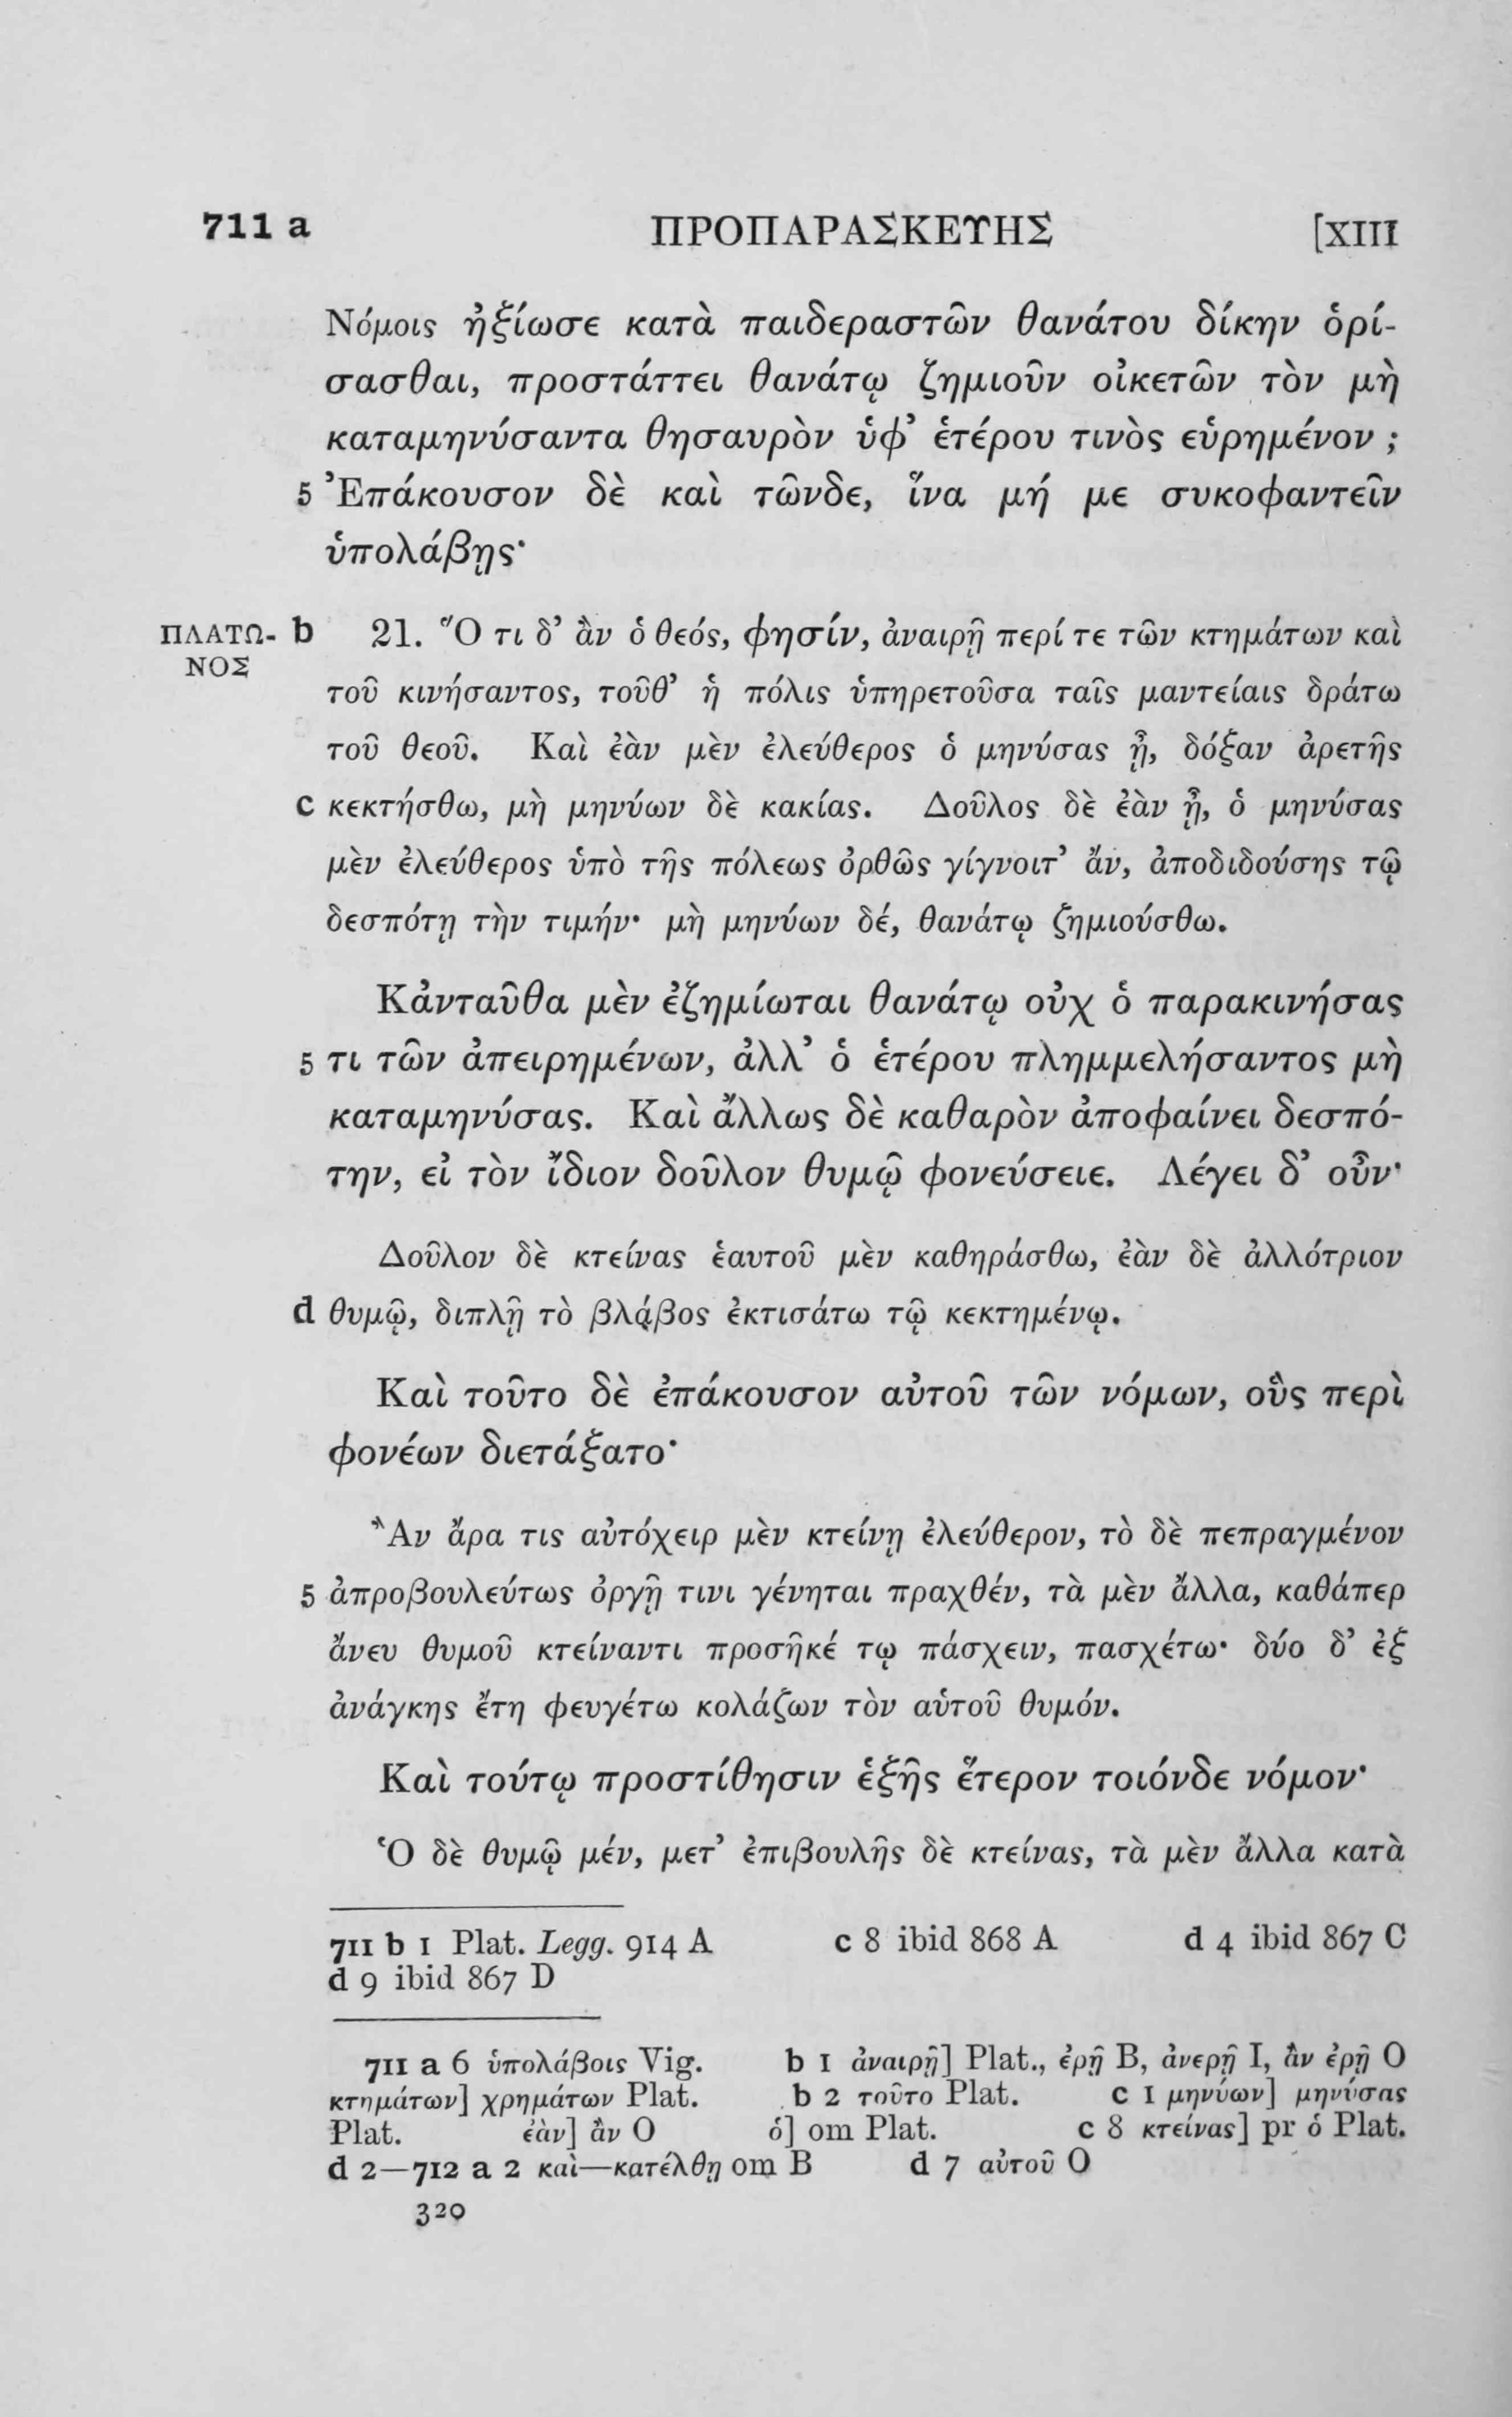 711 a ΠΡΟΠΑΡΑΣΚΕΥΗΣ [XIII
Νόμοις ἠξίωσε κατὰ παιδεραστῶν θανάτου δίκην ὁρί-
σασθαι, προστάττει θανάτῳ ζημιοῦν οἰκετῶν τὸν μὴ
καταμηνύσαντα θησαυρὸν ὑφ’ ἑτέρου τινὸς εὑρημένον ;
5 Ἐπάκουσον δὲ καὶ τῶνδε, ἵνα μή με συκοφαντεῖν
ὑπολάβῃς·
ΠΛΑΤΩ- b 21. Ὅ τι δ’ ἂν ὁ θεός, φησίν, ἀναιρῇ περί τε τῶν κτημάτων καὶ
ΝΟΣ
τοῦ κινήσαντος, τοῦθ’ ἡ πόλις ὑπηρετοῦσα ταῖς μαντείαις δράτω
τοῦ θεοῦ. Καὶ ἐὰν μὲν ἐλεύθερος ὁ μηνύσας ᾖ, δόξαν ἀρετῆς
c κεκτήσθω, μὴ μηνύων δὲ κακίας. Δοῦλος δὲ ἐὰν ᾖ, ὁ μηνύσας
μὲν ἐλεύθερος ὑπὸ τῆς πόλεως ὀρθῶς γίγνοιτ’ ἄν, ἀποδιδούσης τῷ
δεσπότῃ τὴν τιμήν· μὴ μηνύων δέ, θανάτῳ ζημιούσθω.
Κἀνταῦθα μὲν ἐζημίωται θανάτῳ οὐχ ὁ παρακινήσας
5 τι τῶν ἀπειρημένων, ἀλλ’ ὁ ἑτέρου πλημμελήσαντος μὴ
καταμηνύσας. Καὶ ἄλλως δὲ καθαρὸν ἀποφαίνει δεσπό-
την, εἰ τὸν ἴδιον δοῦλον θυμῷ φονεύσειε. Λέγει δ’ οὖν·
Δοῦλον δὲ κτείνας ἑαυτοῦ μὲν καθηράσθω, ἐὰν δὲ ἀλλότριον
d θυμῷ, διπλῇ τὸ βλάβος ἐκτισάτω τῷ κεκτημένῳ.
Καὶ τοῦτο δὲ ἐπάκουσον αὐτοῦ τῶν νόμων, οὓς περὶ
φονέων διετάξατο·
Ἂν ἄρα τις αὐτόχειρ μὲν κτείνῃ ἐλεύθερον, τὸ δὲ πεπραγμένον
5 ἀπροβουλεύτως ὀργῇ τινι γένηται πραχθέν, τὰ μὲν ἄλλα, καθάπερ
ἄνευ θυμοῦ κτείναντι προσῆκέ τῳ πάσχειν, πασχέτω· δύο δ’ ἐξ
ἀνάγκης ἔτη φευγέτω κολάζων τὸν αὑτοῦ θυμόν.
Καὶ τούτῳ προστίθησιν ἑξῆς ἕτερον τοιόνδε νόμον·
Ὁ δὲ θυμῷ μέν, μετ’ ἐπιβουλῆς δὲ κτείνας, τὰ μὲν ἄλλα κατὰ
711 b 1 Plat. Legg. 914 A c 8 ibid 868 A d 4 ibid 867 C
d 9 ibid 867 D
711 a 6 ὑπολάβοις Vig. b 1 ἀναιρῇ] Plat., ἐρῇ B, ἀνερῇ I, ἂν ἐρῇ O
κτημάτων] χρημάτων Plat. b 2 τοῦτο Plat. c 1 μηνύων] μηνύσας
Plat. ἐὰν] ἂν O ὁ] om Plat. c 8 κτείνας] pr ὁ Plat.
d 2—712 a 2 καὶ—κατέλθῃ om B d 7 αὐτοῦ O
320